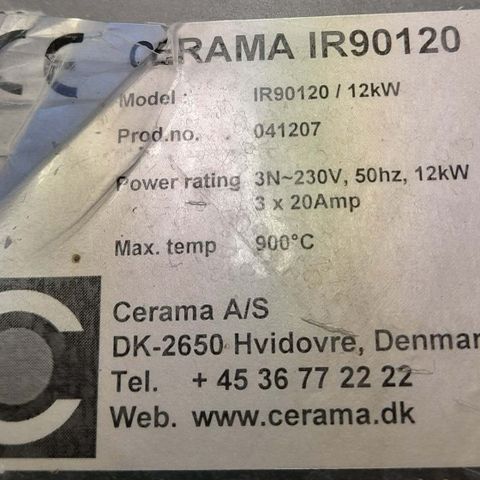 CE
CERAMA IR90120
Model : IR90120 / 12kW
Prod.no. 041207
Power rating 3N~230V, 50hz, 12kW
3 x 20Amp
Max. temp 900°C
Cerama A/S
DK-2650 Hvidovre, Denmar
Tel. + 45 36 77 22 22
Web. www.cerama.dk